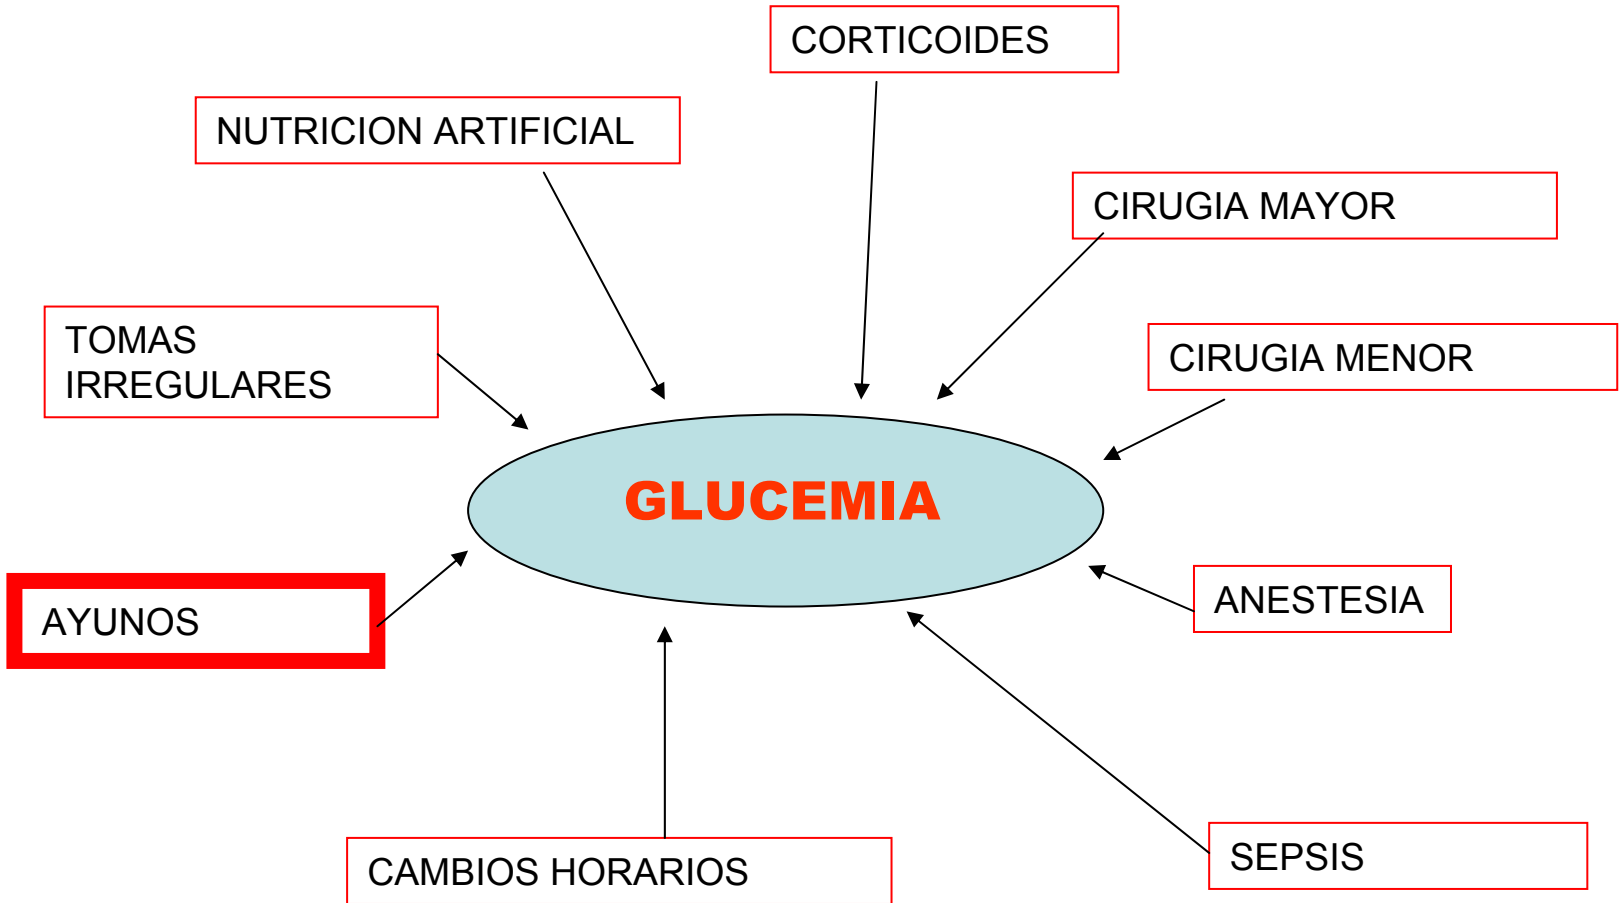 CORTICOIDES
NUTRICION ARTIFICIAL
CIRUGIA MAYOR
TOMAS
IRREGULARES
CIRUGIA MENOR
GLUCEMIA
AYUNOS
ANESTESIA
CAMBIOS HORARIOS
SEPSIS